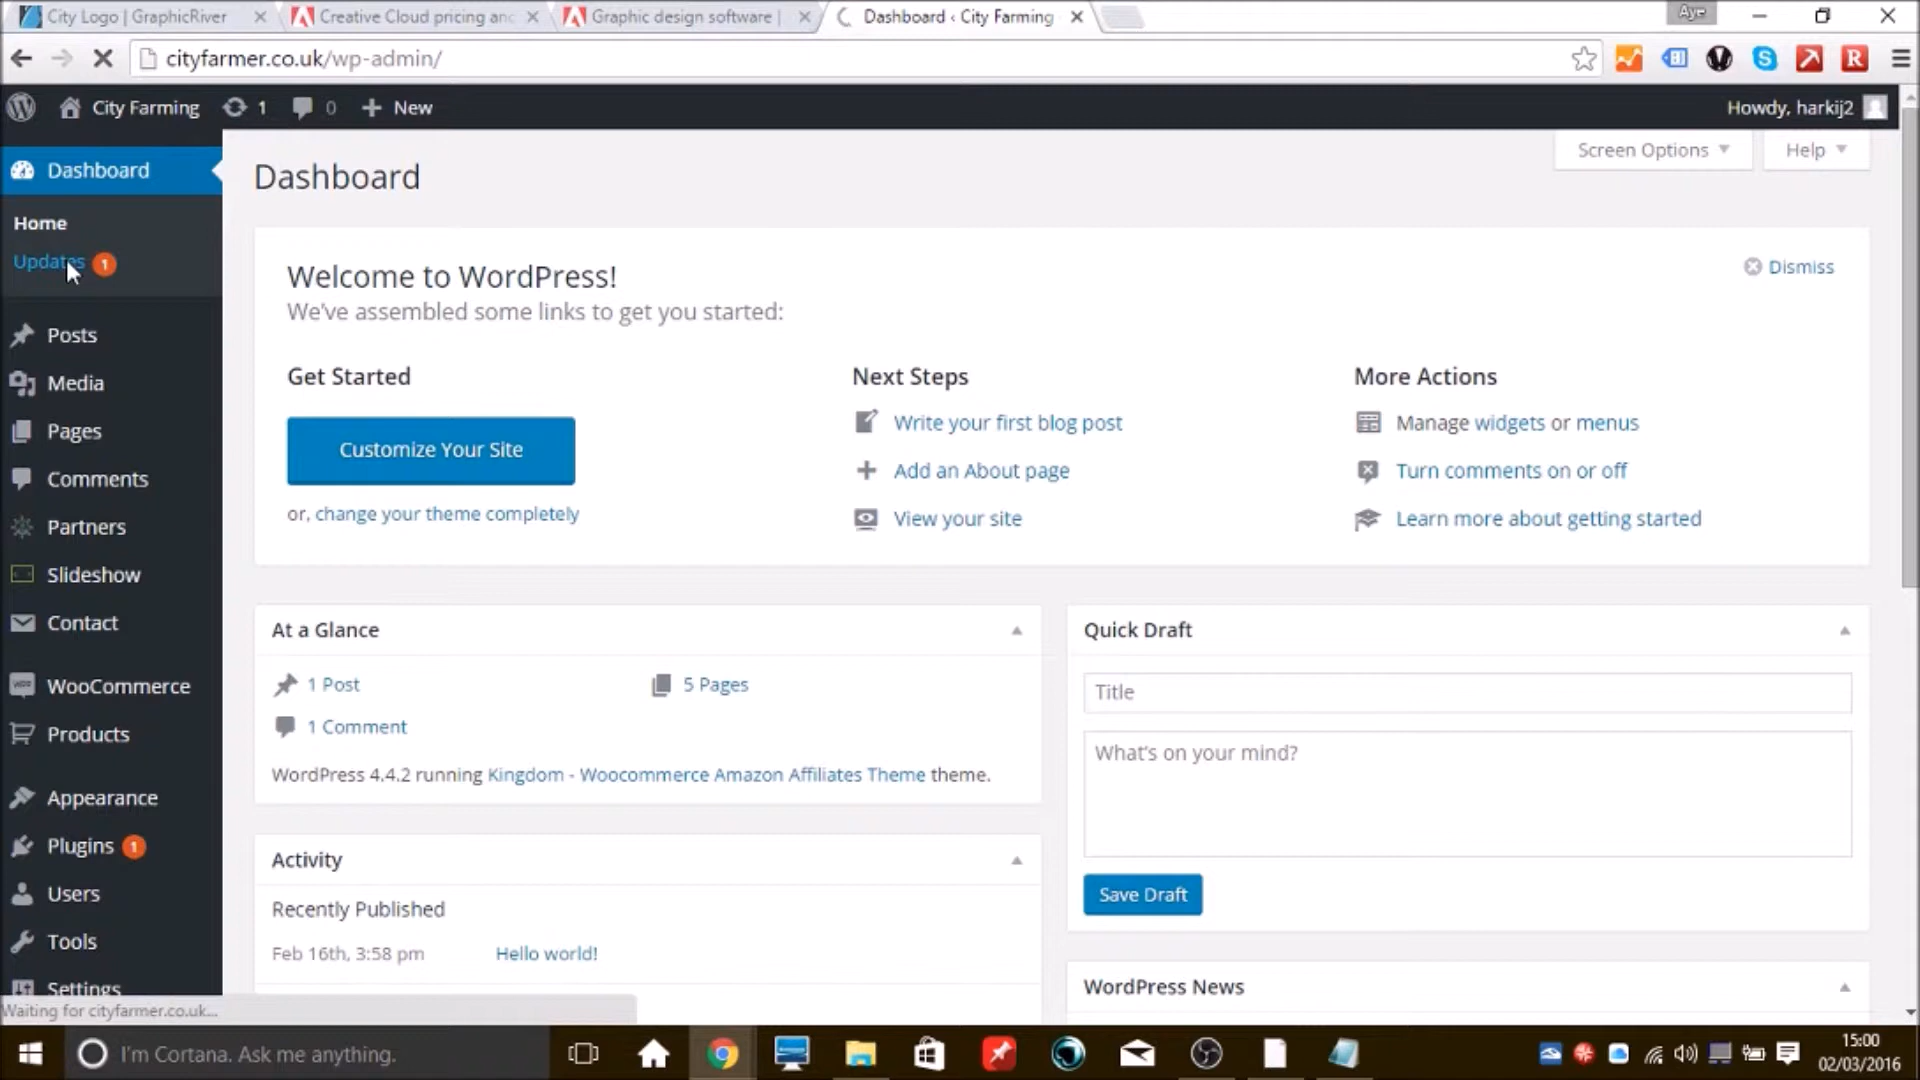 City Logo | GraphicRiver
Creative Cloud pricing and
Graphic design software |
Dashboard ‹ City Farming
Aye
cityfarmer.co.uk/wp-admin/
City Farming
1
0
New
Howdy, harkij2
Dashboard
Home
Updates 1
Posts
Media
Pages
Comments
Partners
Slideshow
Contact
WooCommerce
Products
Appearance
Plugins 1
Users
Tools
Settings
Dashboard
Screen Options
Help
Welcome to WordPress!
We've assembled some links to get you started:
Dismiss
Get Started
Customize Your Site
or, change your theme completely
Next Steps
Write your first blog post
Add an About page
View your site
More Actions
Manage widgets or menus
Turn comments on or off
Learn more about getting started
At a Glance
1 Post
5 Pages
1 Comment
WordPress 4.4.2 running Kingdom - Woocommerce Amazon Affiliates Theme theme.
Activity
Recently Published
Feb 16th, 3:58 pm
Hello world!
Quick Draft
Title
What's on your mind?
Save Draft
WordPress News
Waiting for cityfarmer.co.uk...
I'm Cortana. Ask me anything.
15:00
02/03/2016